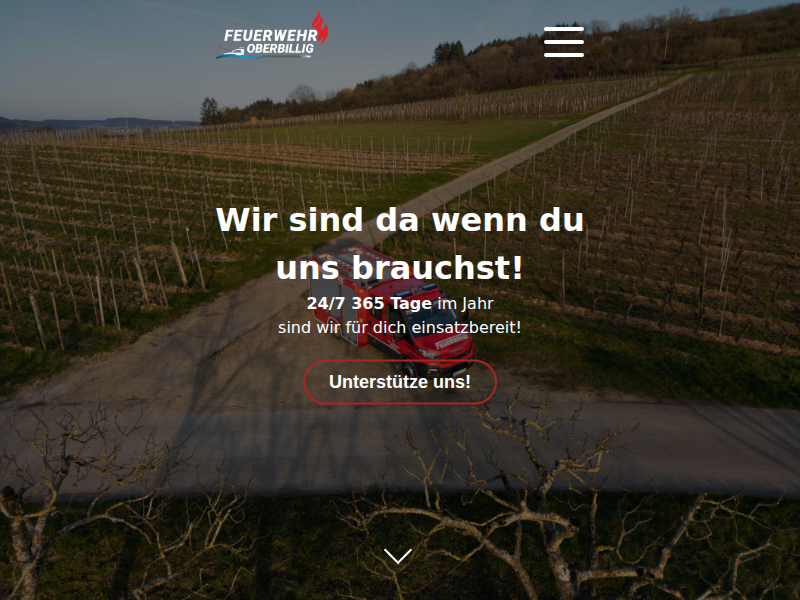 FEUERWEHR
OBERBILLIG
Wir sind da wenn du
uns brauchst!
24/7 365 Tage im Jahr
sind wir für dich einsatzbereit!
FEUERWEHR
Unterstütze uns!